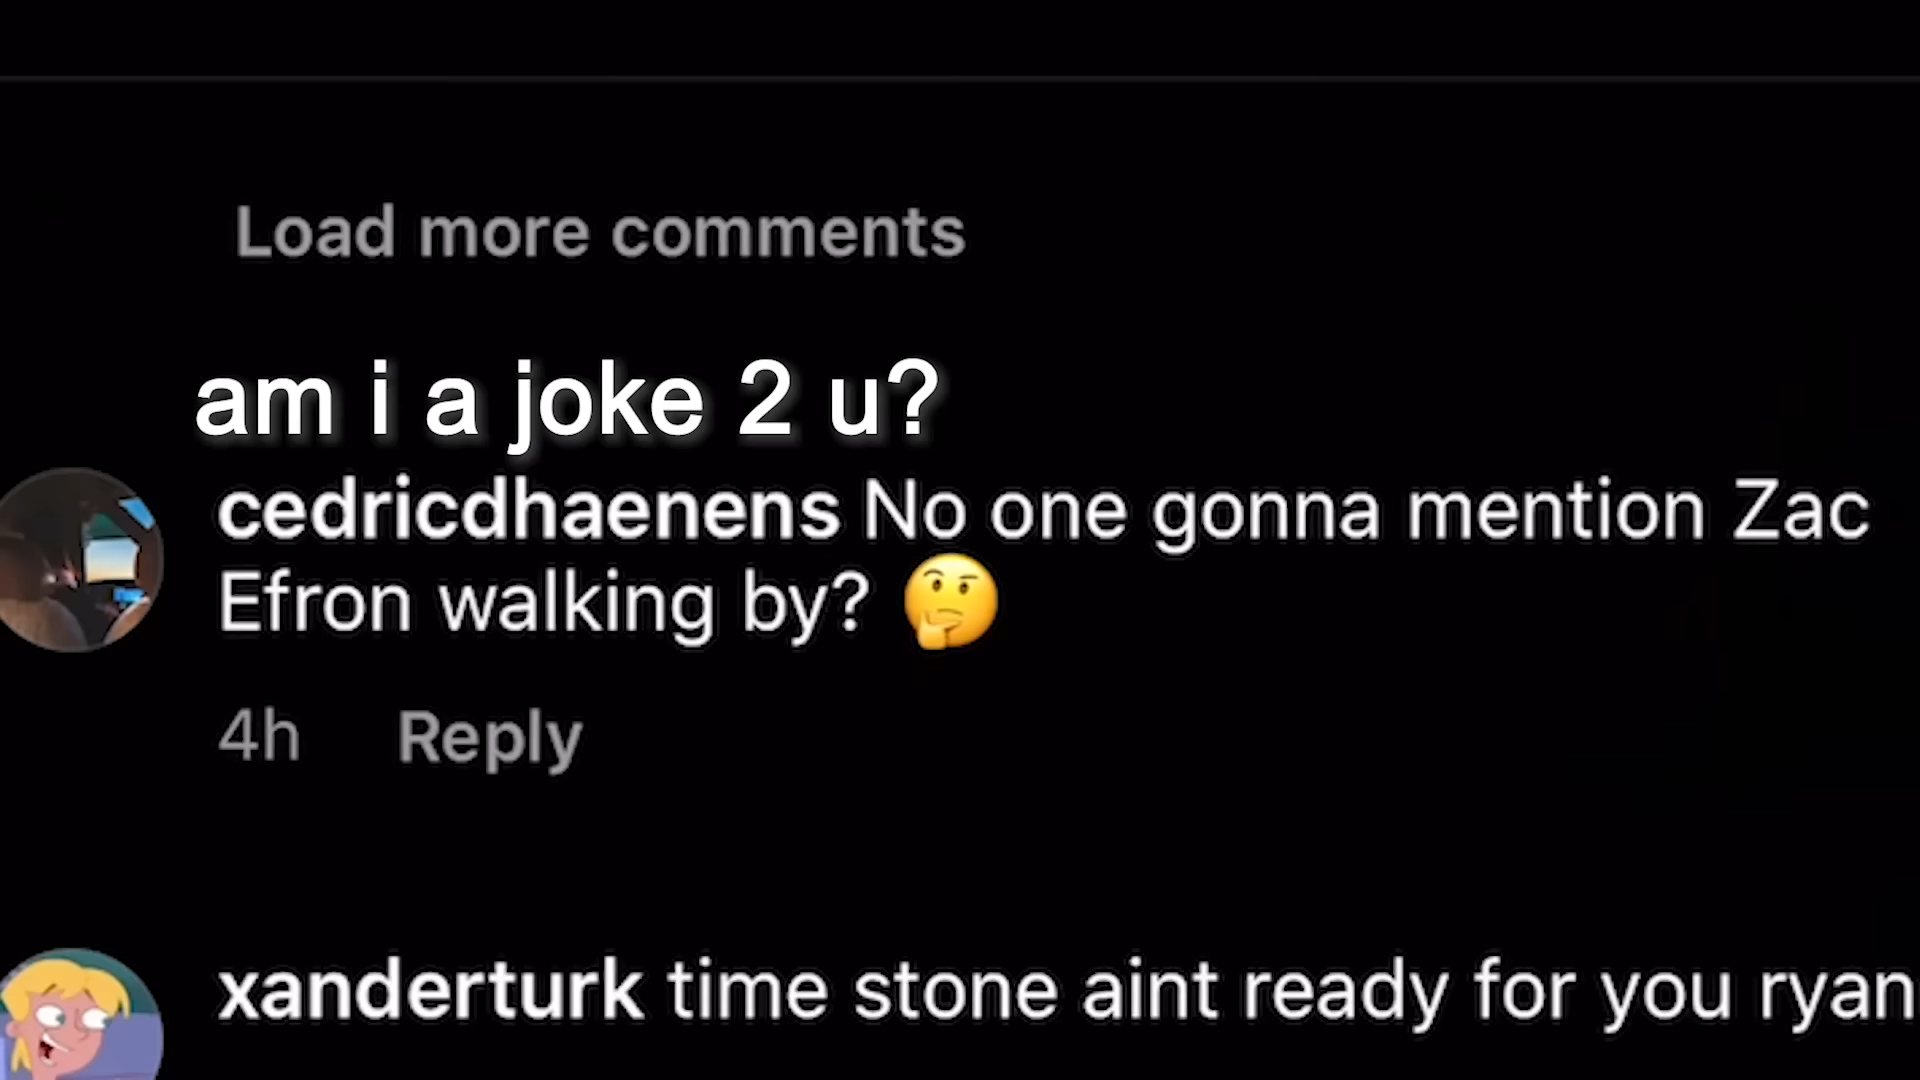 Load more comments
am i a joke 2 u?
cedricdhaenens No one gonna mention Zac
Efron walking by? 🤔
4h Reply
xanderturk time stone aint ready for you ryan